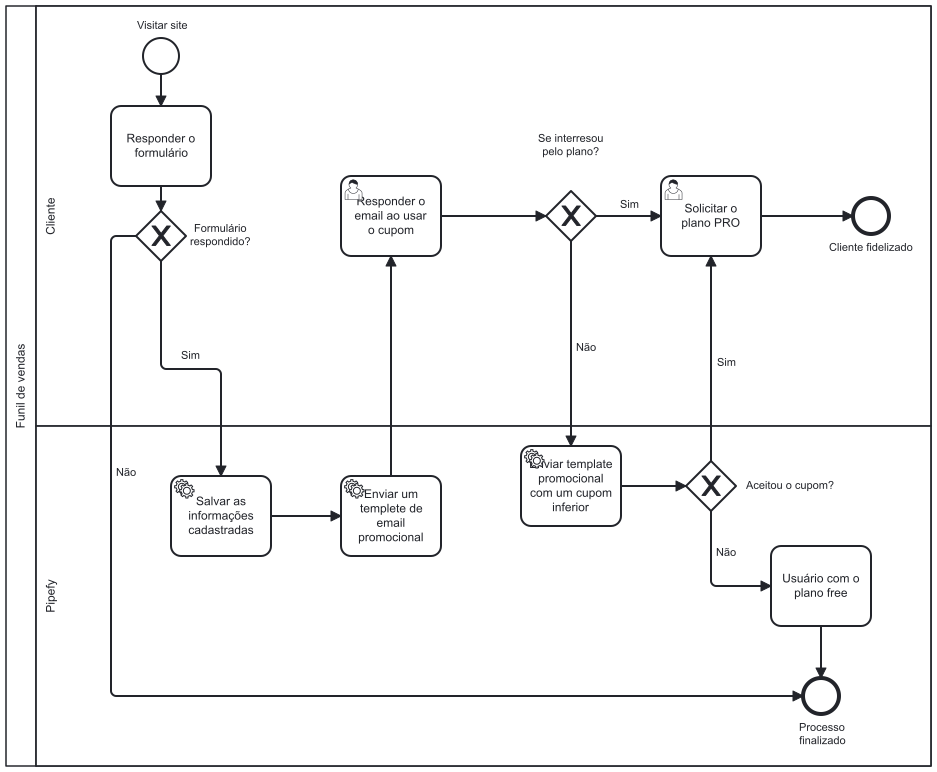 Visitar site
Responder o
formulário
Formulário
respondido?
Sim
Não
Funil de vendas
Cliente
Pipefy
Salvar as
informações
cadastradas
Enviar um
templete de
email
promocional
Responder o
email ao usar
o cupom
Se interresou
pelo plano?
Sim
Não
Solicitar o
plano PRO
Cliente fidelizado
Enviar template
promocional
com um cupom
inferior
Aceitou o cupom?
Sim
Não
Usuário com o
plano free
Processo
finalizado